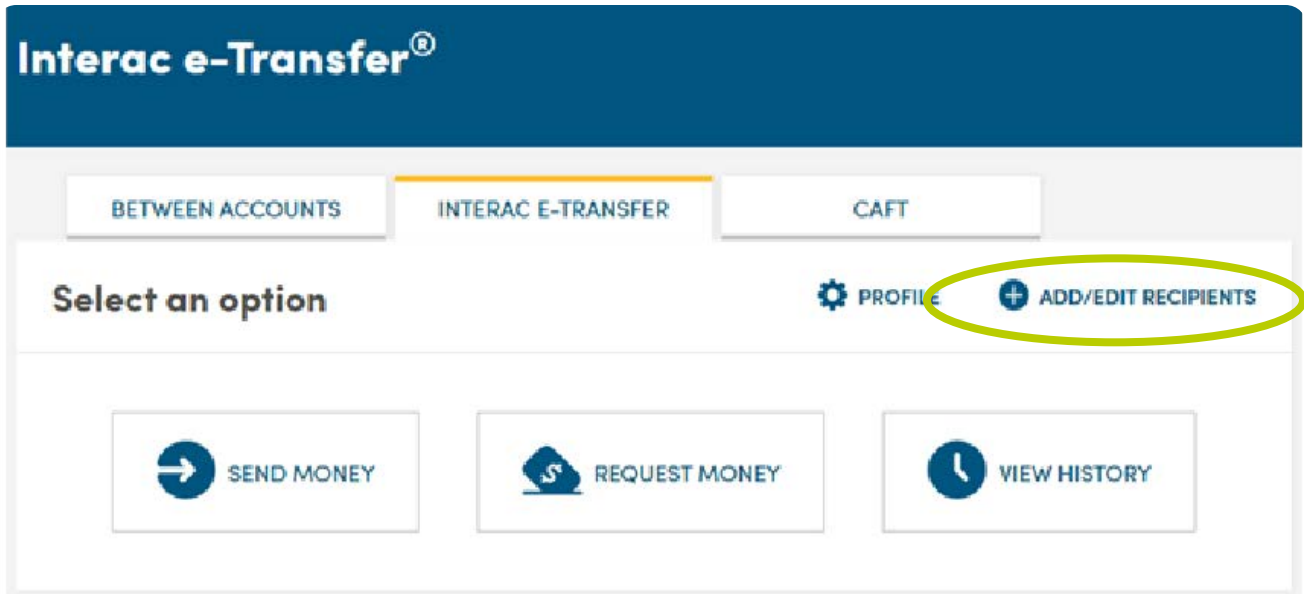 Interac e-Transfer®
BETWEEN ACCOUNTS INTERAC E-TRANSFER CAFT
Select an option PROFILE ADD/EDIT RECIPIENTS
SEND MONEY REQUEST MONEY VIEW HISTORY